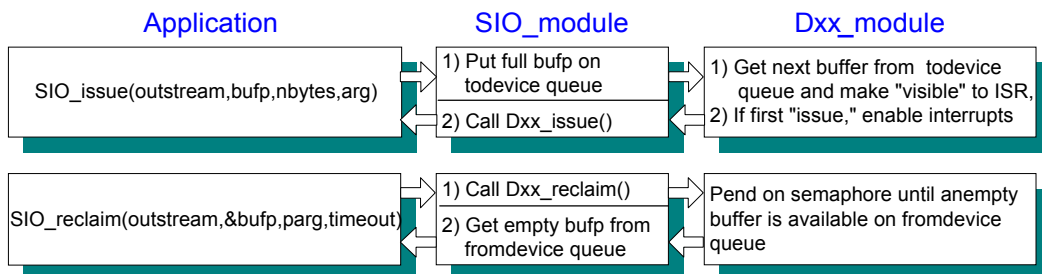 Application
SIO_module
Dxx_module
SIO_issue(outstream,bufp,nbytes,arg)
1) Put full bufp on
todevice queue
2) Call Dxx_issue()
1) Get next buffer from todevice
queue and make "visible" to ISR,
2) If first "issue," enable interrupts
SIO_reclaim(outstream,&bufp,parg,timeout)
1) Call Dxx_reclaim()
2) Get empty bufp from
fromdevice queue
Pend on semaphore until anempty
buffer is available on fromdevice
queue